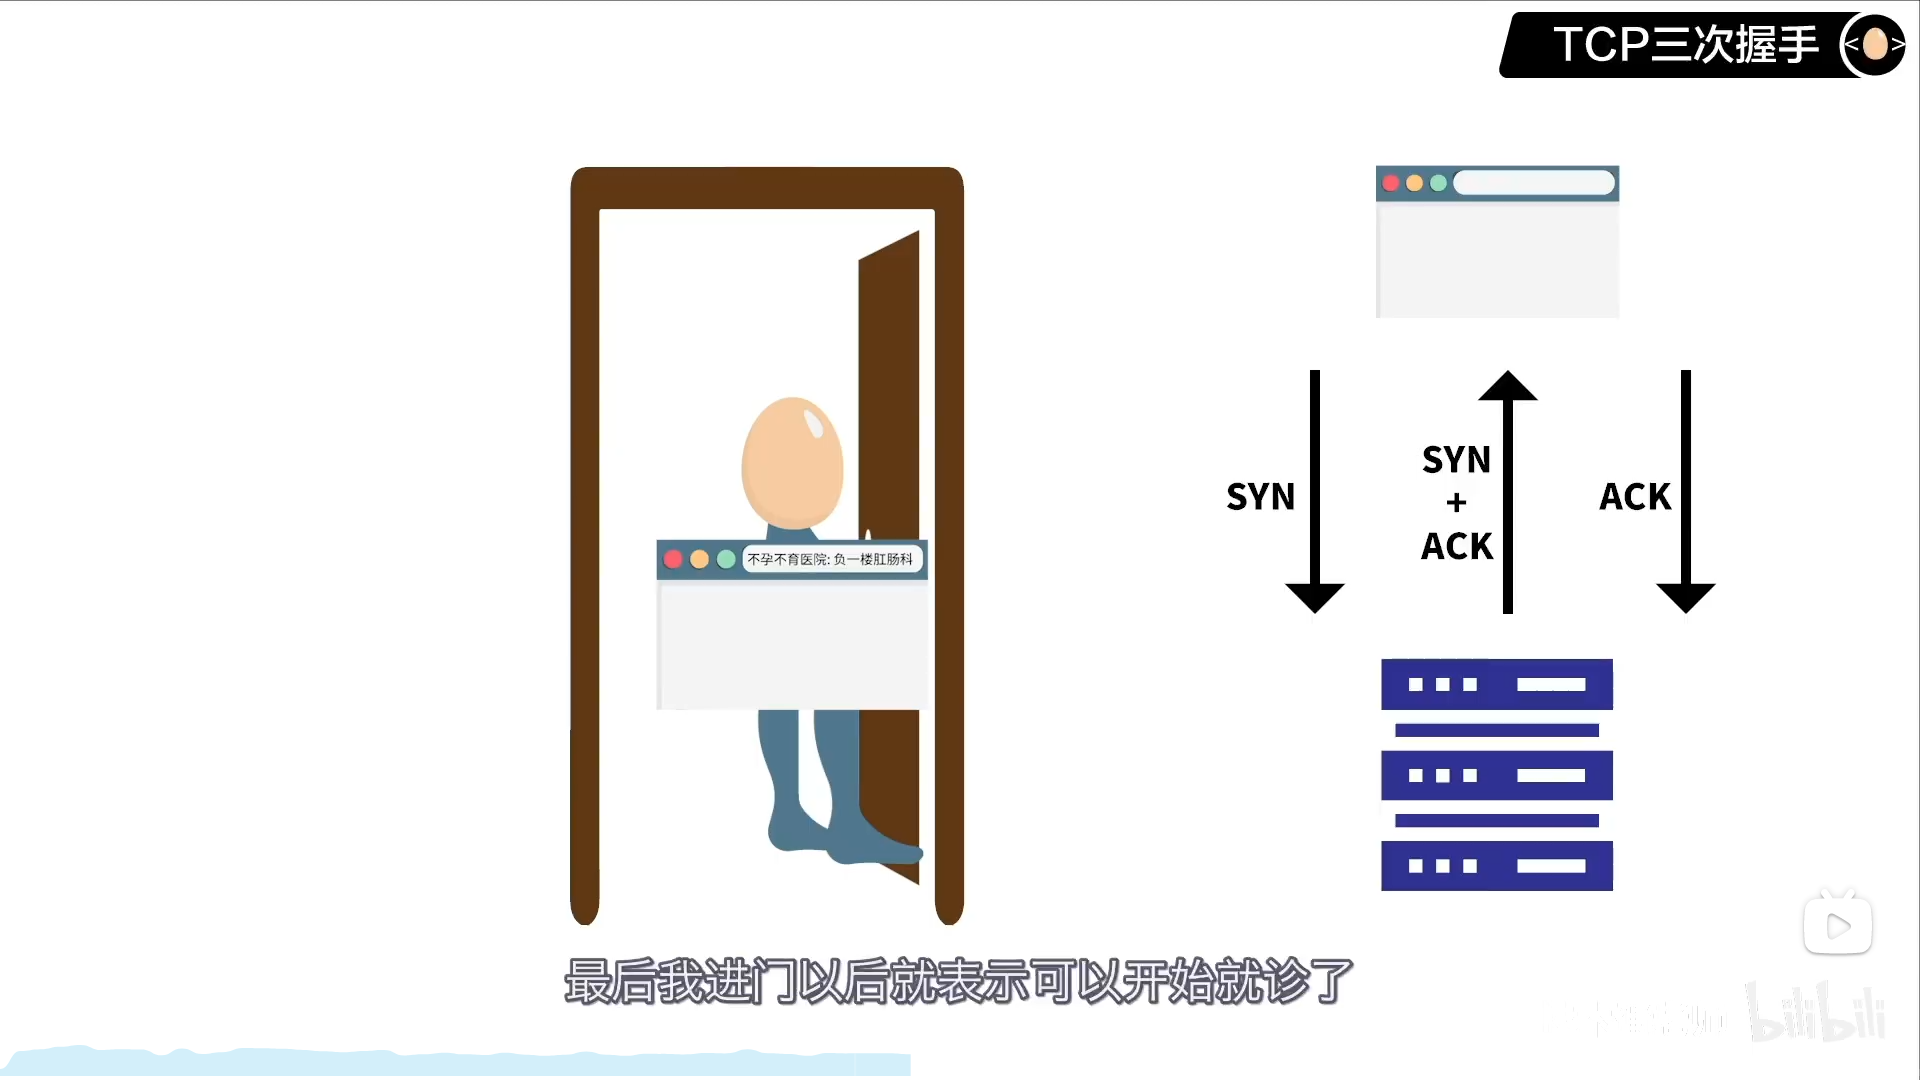 TCP三次握手
< >
不孕不育医院: 负一楼肛肠科
SYN
SYN
+
ACK
ACK
最后我进门以后就表示可以开始就诊了
bilibili